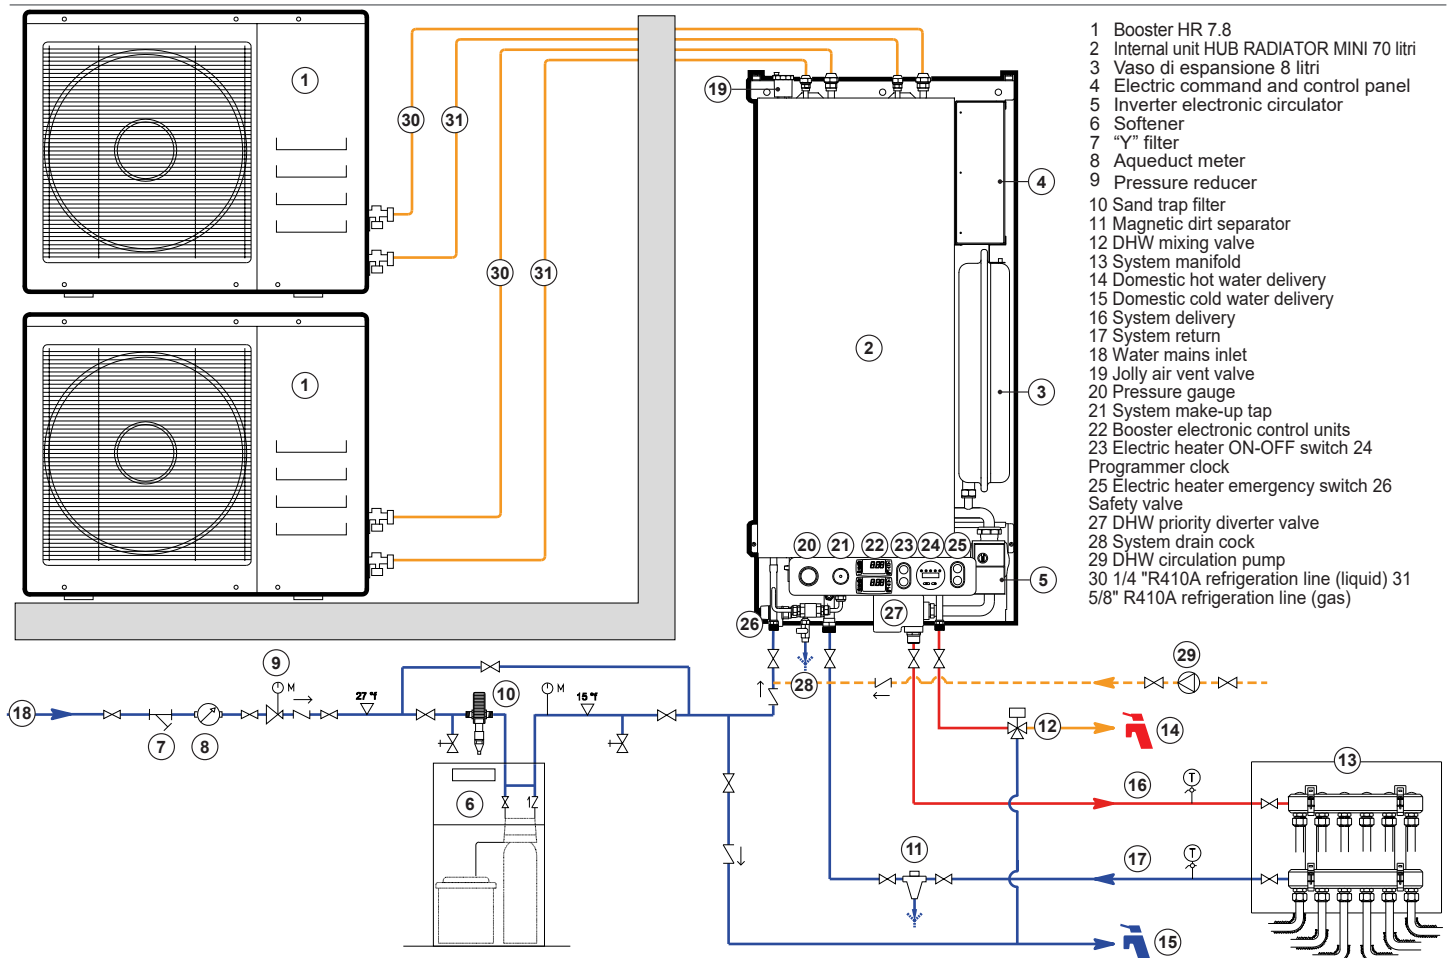 1 Booster HR 7.8
2 Internal unit HUB RADIATOR MINI 70 litri
3 Vaso di espansione 8 litri
4 Electric command and control panel
5 Inverter electronic circulator
6 Softener
7 “Y” filter
8 Aqueduct meter
9 Pressure reducer
10 Sand trap filter
11 Magnetic dirt separator
12 DHW mixing valve
13 System manifold
14 Domestic hot water delivery
15 Domestic cold water delivery
16 System delivery
17 System return
18 Water mains inlet
19 Jolly air vent valve
20 Pressure gauge
21 System make-up tap
22 Booster electronic control units
23 Electric heater ON-OFF switch 24
Programmer clock
25 Electric heater emergency switch 26
Safety valve
27 DHW priority diverter valve
28 System drain cock
29 DHW circulation pump
30 1/4 "R410A refrigeration line (liquid) 31
5/8" R410A refrigeration line (gas)
1
19
30
31
4
30
31
2
1
3
20 21 22 23 24 25
5
26
27
9
M
27 °f
10
M
15 °f
28
29
18
7
8
12
14
6
16
T
13
11
17
T
15